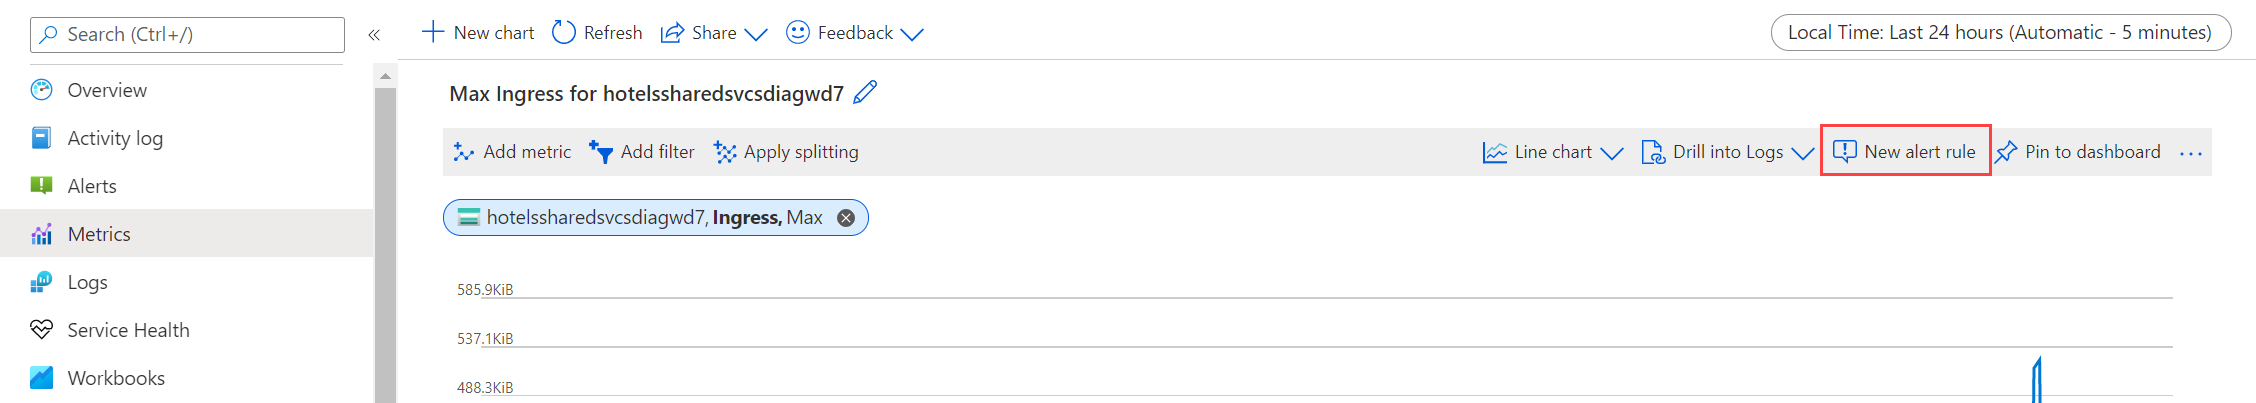 Search (Ctrl+/)
«
New chart
Refresh
Share
Feedback
Local Time: Last 24 hours (Automatic - 5 minutes)
Overview
Activity log
Alerts
Metrics
Logs
Service Health
Workbooks
Max Ingress for hotelssharedsvcsdiagwd7
Add metric
Add filter
Apply splitting
Line chart
Drill into Logs
New alert rule
Pin to dashboard
...
hotelssharedsvcsdiagwd7, Ingress, Max
585.9KiB
537.1KiB
488.3KiB